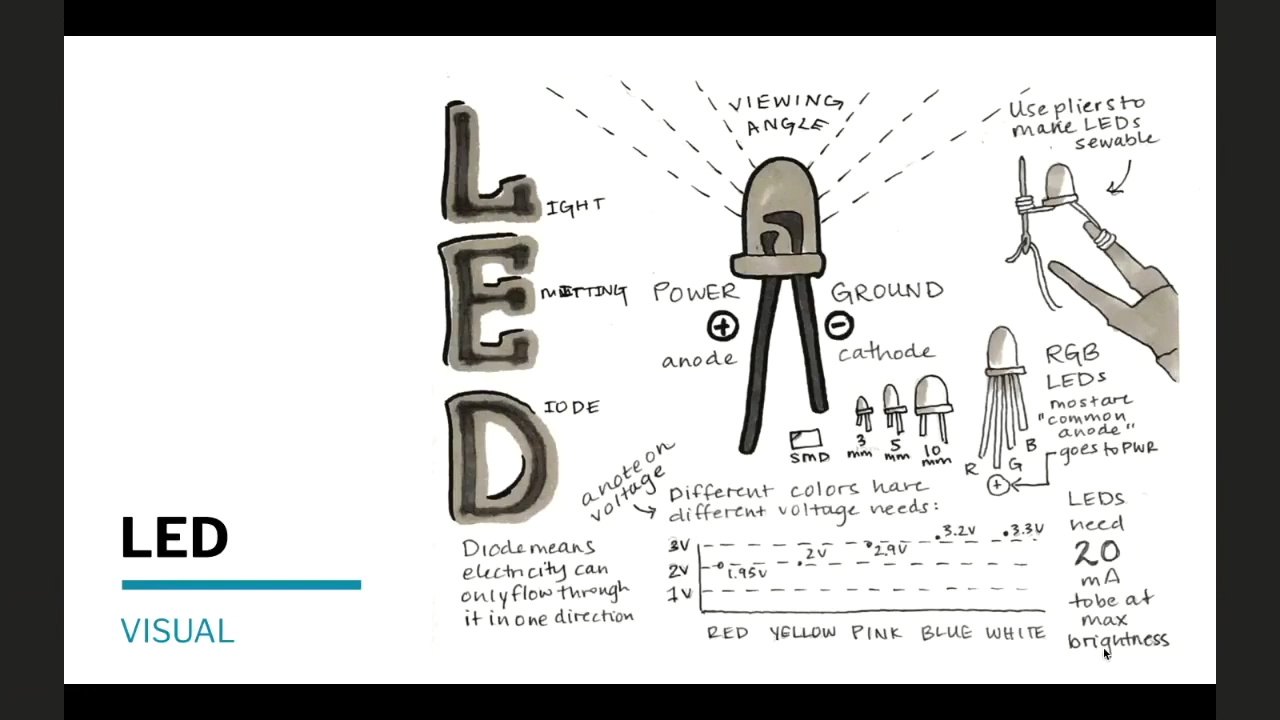 LED
VISUAL
LIGHT
EMITTING
DIODE
Diode means
electricity can
only flow through
it in one direction
VIEWING
ANGLE
POWER
+
anode
GROUND
-
cathode
Use pliers to
make LEDs
sewable
SMD
3
mm
5
mm
10
mm
RGB
LEDs
most are
"common
anode"
goes to PWR
R
G
B
+
a note on
voltage
Different colors have
different voltage needs:
3V
2V
1V
1.95V
2V
2.9V
3.2V
3.3V
RED YELLOW PINK BLUE WHITE
LEDS
need
20
mA
to be at
max
brightness